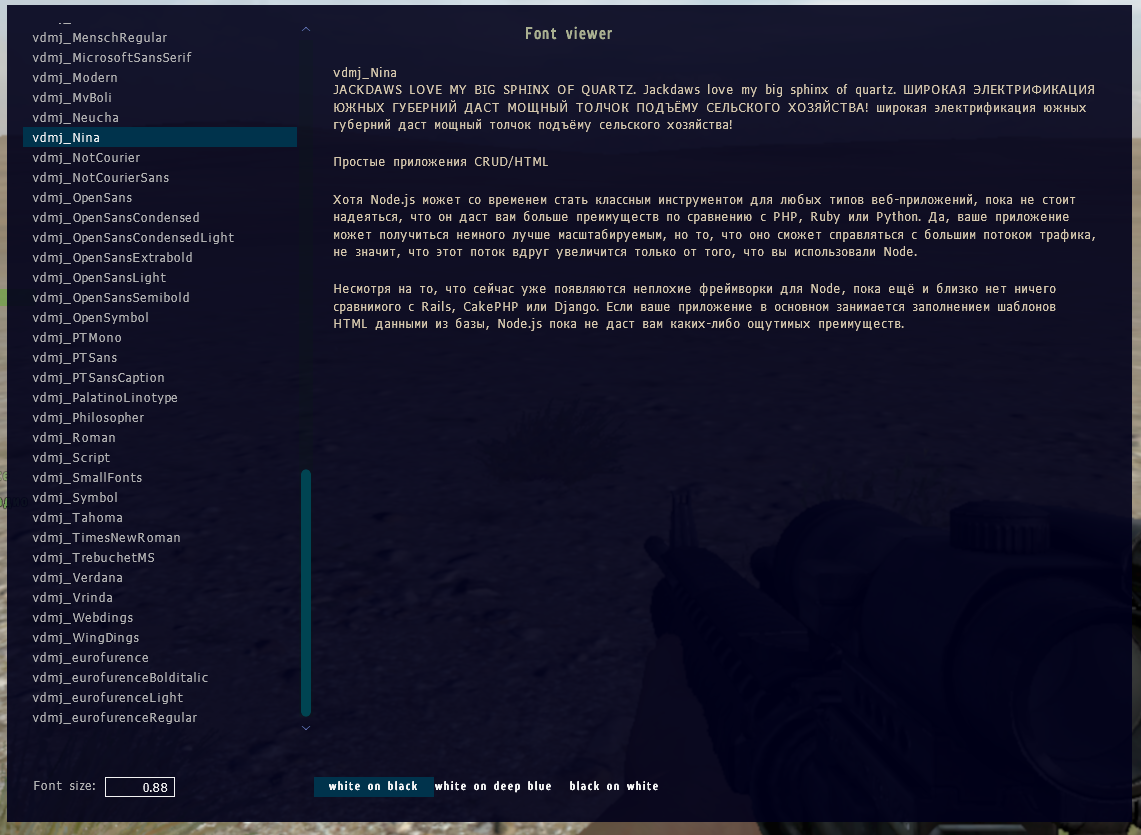 Font viewer
vdmj_MenschRegular
vdmj_MicrosoftSansSerif
vdmj_Modern
vdmj_MvBoli
vdmj_Neucha
vdmj_Nina
vdmj_NotCourier
vdmj_NotCourierSans
vdmj_OpenSans
vdmj_OpenSansCondensed
vdmj_OpenSansCondensedLight
vdmj_OpenSansExtrabold
vdmj_OpenSansLight
vdmj_OpenSansSemibold
vdmj_OpenSymbol
vdmj_PTMono
vdmj_PTSans
vdmj_PTSansCaption
vdmj_PalatinoLinotype
vdmj_Philosopher
vdmj_Roman
vdmj_Script
vdmj_SmallFonts
vdmj_Symbol
vdmj_Tahoma
vdmj_TimesNewRoman
vdmj_TrebuchetMS
vdmj_Verdana
vdmj_Vrinda
vdmj_Webdings
vdmj_WingDings
vdmj_eurofurence
vdmj_eurofurenceBolditalic
vdmj_eurofurenceLight
vdmj_eurofurenceRegular
vdmj_Nina
JACKDAWS LOVE MY BIG SPHINX OF QUARTZ. Jackdaws love my big sphinx of quartz. ШИРОКАЯ ЭЛЕКТРИФИКАЦИЯ
ЮЖНЫХ ГУБЕРНИЙ ДАСТ МОЩНЫЙ ТОЛЧОК ПОДЪЁМУ СЕЛЬСКОГО ХОЗЯЙСТВА! широкая электрификация южных
губерний даст мощный толчок подъёму сельского хозяйства!
Простые приложения CRUD/HTML
Хотя Node.js может со временем стать классным инструментом для любых типов веб-приложений, пока не стоит
надеяться, что он даст вам больше преимуществ по сравнению с PHP, Ruby или Python. Да, ваше приложение
может получиться немного лучше масштабируемым, но то, что оно сможет справляться с большим потоком трафика,
не значит, что этот поток вдруг увеличится только от того, что вы использовали Node.
Несмотря на то, что сейчас уже появляются неплохие фреймворки для Node, пока ещё и близко нет ничего
сравнимого с Rails, CakePHP или Django. Если ваше приложение в основном занимается заполнением шаблонов
HTML данными из базы, Node.js пока не даст вам каких-либо ощутимых преимуществ.
Font size: 0.88
white on black white on deep blue black on white